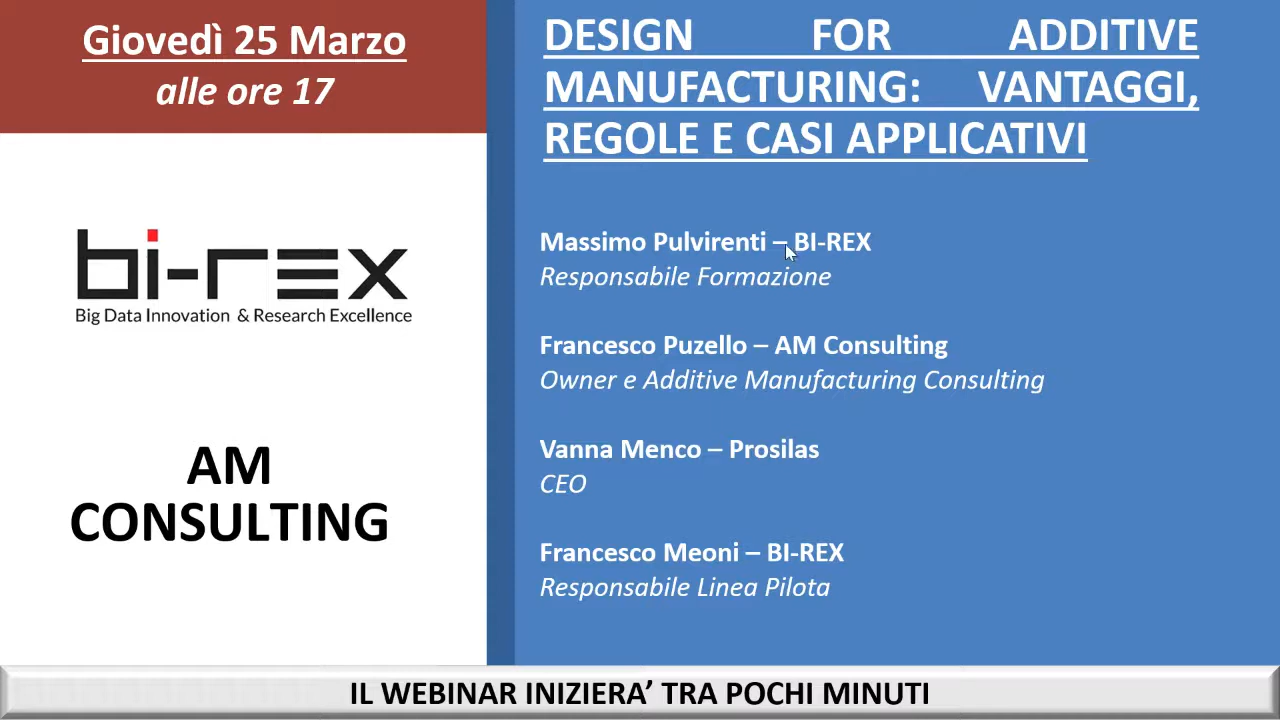 Giovedì 25 Marzo
alle ore 17
bi-rex
Big Data Innovation & Research Excellence
AM
CONSULTING
DESIGN FOR ADDITIVE
MANUFACTURING: VANTAGGI,
REGOLE E CASI APPLICATIVI
Massimo Pulvirenti – BI-REX
Responsabile Formazione
Francesco Puzello – AM Consulting
Owner e Additive Manufacturing Consulting
Vanna Menco – Prosilas
CEO
Francesco Meoni – BI-REX
Responsabile Linea Pilota
IL WEBINAR INIZIERA’ TRA POCHI MINUTI